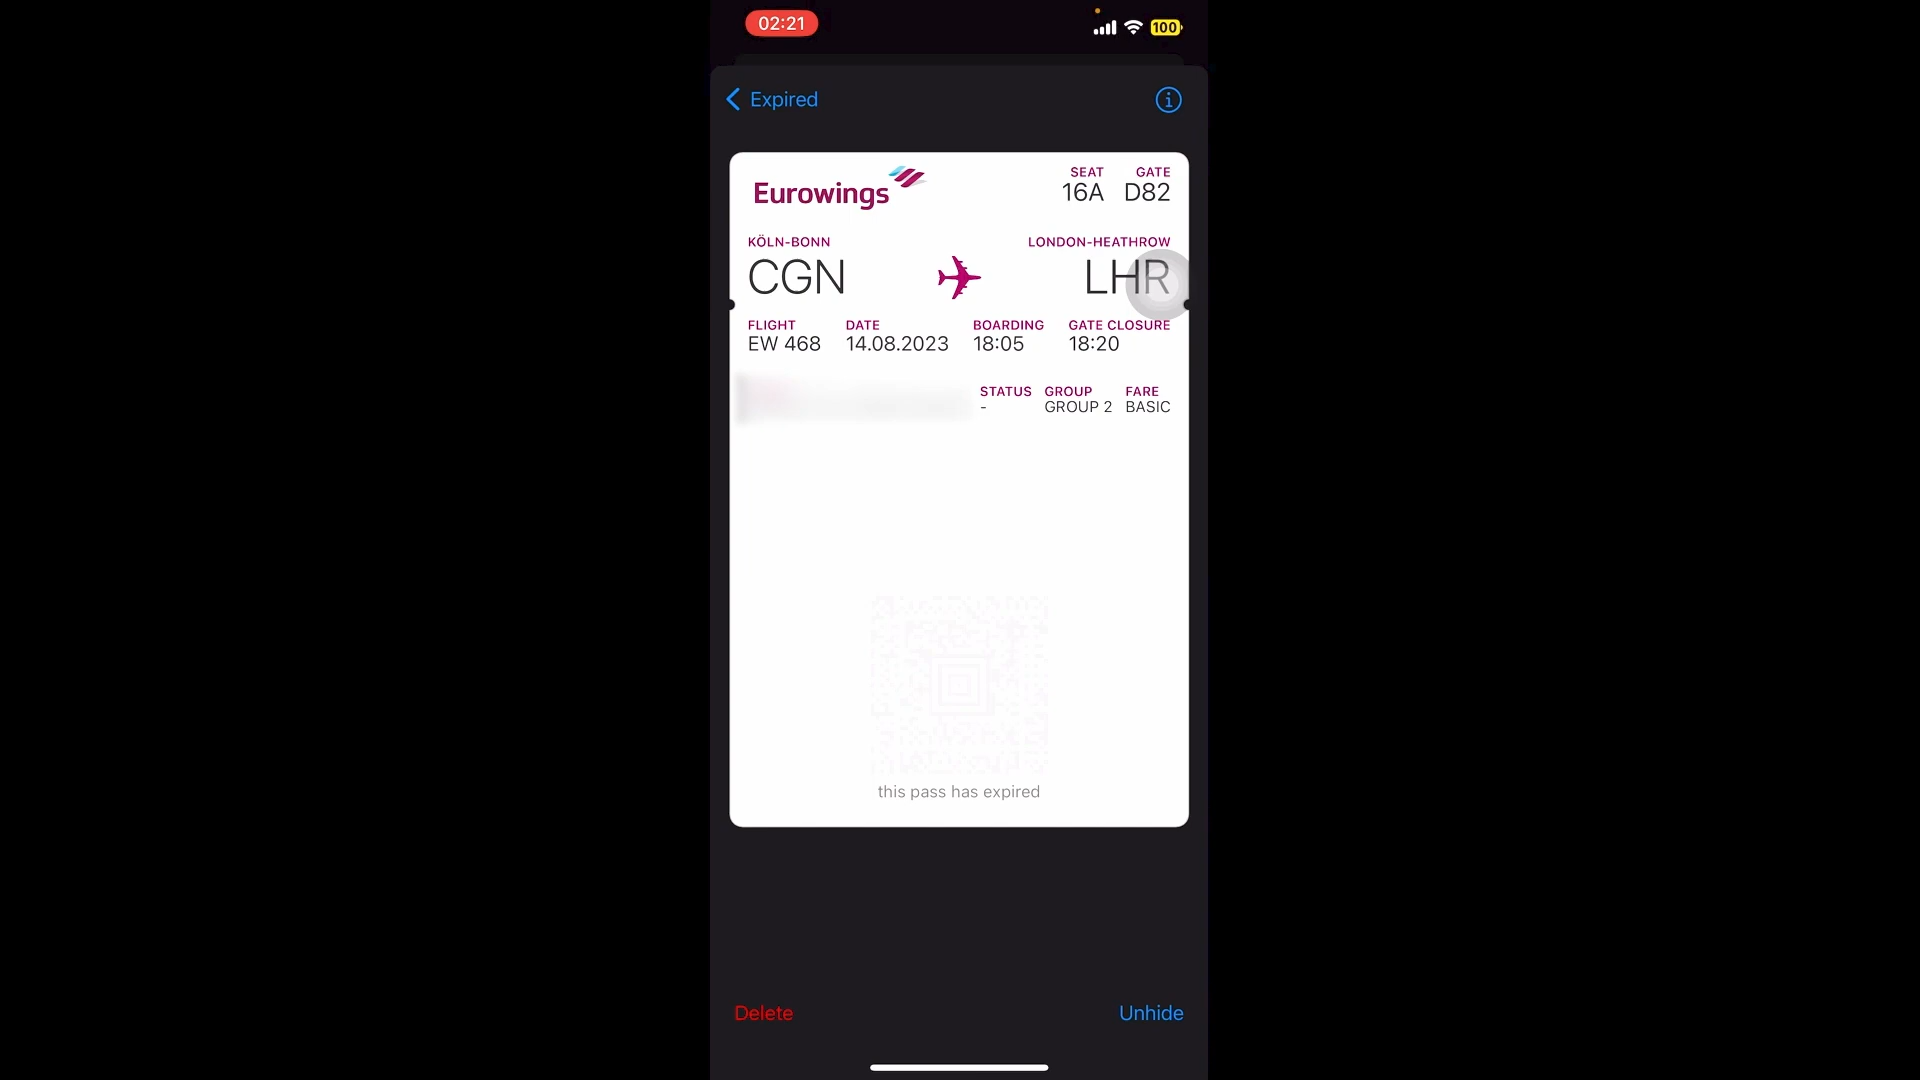 02:21
100
Expired
Eurowings
SEAT GATE
16A D82
KÖLN-BONN LONDON-HEATHROW
CGN LHR
FLIGHT DATE BOARDING GATE CLOSURE
EW 468 14.08.2023 18:05 18:20
STATUS GROUP FARE
- GROUP 2 BASIC
this pass has expired
Delete Unhide